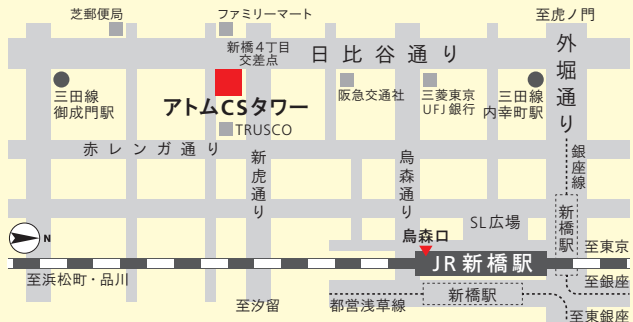 芝郵便局
ファミリーマート
至虎ノ門
新橋4丁目
交差点
日比谷通り
外堀通り
三田線
御成門駅
アトムCSタワー
阪急交通社
三菱東京
UFJ銀行
三田線
内幸町駅
TRUSCO
赤レンガ通り
新虎通り
烏森通り
銀座線
SL広場
新橋駅
烏森口
N
JR新橋駅
至東京
至浜松町・品川
至銀座
新橋駅
至汐留
都営浅草線
至東銀座